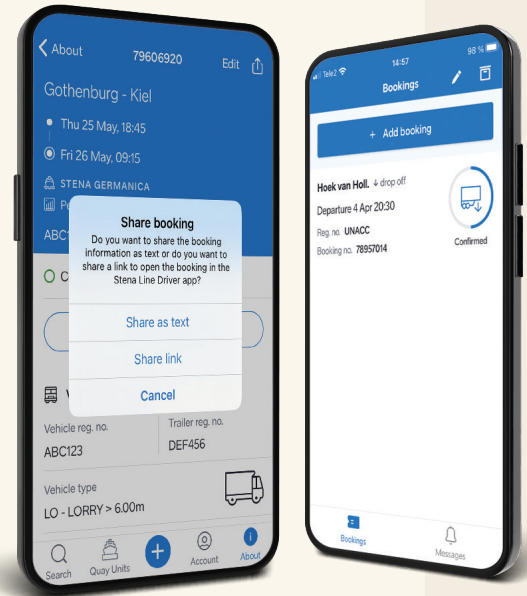 About
79606920
Edit
Gothenburg - Kiel
Thu 25 May, 18:45
Fri 26 May, 09:15
STENA GERMANICA
Share booking
Do you want to share the booking
information as text or do you want to
share a link to open the booking in the
Stena Line Driver app?
Share as text
Share link
Cancel
Vehicle reg. no.
Trailer reg. no.
ABC123
DEF456
Vehicle type
LO - LORRY > 6.00m
Search
Quay Units
Account
About
Tele2
14:57
98 %
Bookings
+ Add booking
Hoek van Holl. ↓ drop off
Departure 4 Apr 20:30
Reg. no. UNACC
Booking no. 78957014
Confirmed
Bookings
Messages